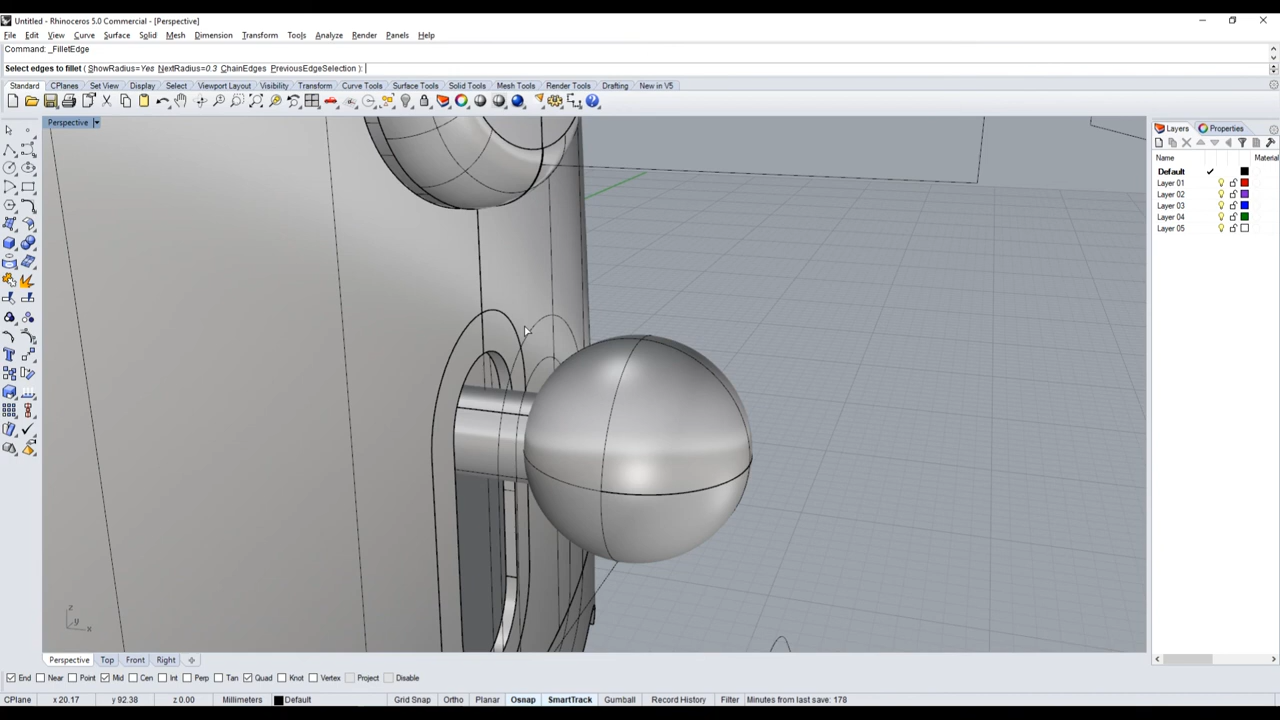 Untitled - Rhinoceros 5.0 Commercial - [Perspective]
File Edit View Curve Surface Solid Mesh Dimension Transform Tools Analyze Render Panels Help
Command: _FilletEdge
Select edges to fillet ( ShowRadius=Yes NextRadius=0.3 ChainEdges PreviousEdgeSelection ):
Standard CPlanes Set View Display Select Viewport Layout Visibility Transform Curve Tools Surface Tools Solid Tools Mesh Tools Render Tools Drafting New in V5
Perspective
Layers Properties
Name Material
Default
Layer 01
Layer 02
Layer 03
Layer 04
Layer 05
z
y
x
Perspective Top Front Right
End Near Point Mid Cen Int Perp Tan Quad Knot Vertex Project Disable
CPlane x 20.17 y 92.38 z 0.00 Millimeters Default Grid Snap Ortho Planar Osnap SmartTrack Gumball Record History Filter Minutes from last save: 178